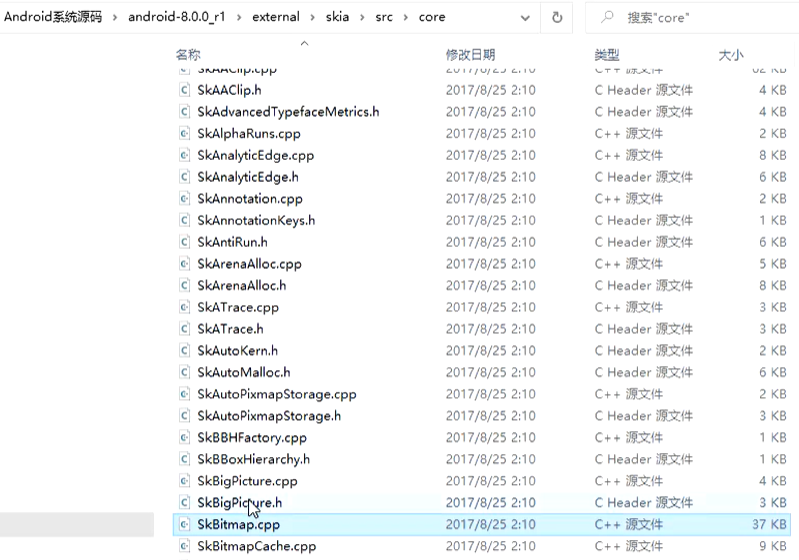 Android系统源码 › android-8.0.0_r1 › external › skia › src › core 搜索"core"
名称 修改日期 类型 大小
SkAAClip.cpp 2017/8/25 2:10 C++ 源文件 62 KB
SkAAClip.h 2017/8/25 2:10 C Header 源文件 4 KB
SkAdvancedTypefaceMetrics.h 2017/8/25 2:10 C Header 源文件 4 KB
SkAlphaRuns.cpp 2017/8/25 2:10 C++ 源文件 2 KB
SkAnalyticEdge.cpp 2017/8/25 2:10 C++ 源文件 8 KB
SkAnalyticEdge.h 2017/8/25 2:10 C Header 源文件 6 KB
SkAnnotation.cpp 2017/8/25 2:10 C++ 源文件 2 KB
SkAnnotationKeys.h 2017/8/25 2:10 C Header 源文件 1 KB
SkAntiRun.h 2017/8/25 2:10 C Header 源文件 6 KB
SkArenaAlloc.cpp 2017/8/25 2:10 C++ 源文件 5 KB
SkArenaAlloc.h 2017/8/25 2:10 C Header 源文件 8 KB
SkATrace.cpp 2017/8/25 2:10 C++ 源文件 3 KB
SkATrace.h 2017/8/25 2:10 C Header 源文件 3 KB
SkAutoKern.h 2017/8/25 2:10 C Header 源文件 2 KB
SkAutoMalloc.h 2017/8/25 2:10 C Header 源文件 6 KB
SkAutoPixmapStorage.cpp 2017/8/25 2:10 C++ 源文件 2 KB
SkAutoPixmapStorage.h 2017/8/25 2:10 C Header 源文件 3 KB
SkBBHFactory.cpp 2017/8/25 2:10 C++ 源文件 1 KB
SkBBoxHierarchy.h 2017/8/25 2:10 C Header 源文件 1 KB
SkBigPicture.cpp 2017/8/25 2:10 C++ 源文件 4 KB
SkBigPicture.h 2017/8/25 2:10 C Header 源文件 3 KB
SkBitmap.cpp 2017/8/25 2:10 C++ 源文件 37 KB
SkBitmapCache.cpp 2017/8/25 2:10 C++ 源文件 9 KB